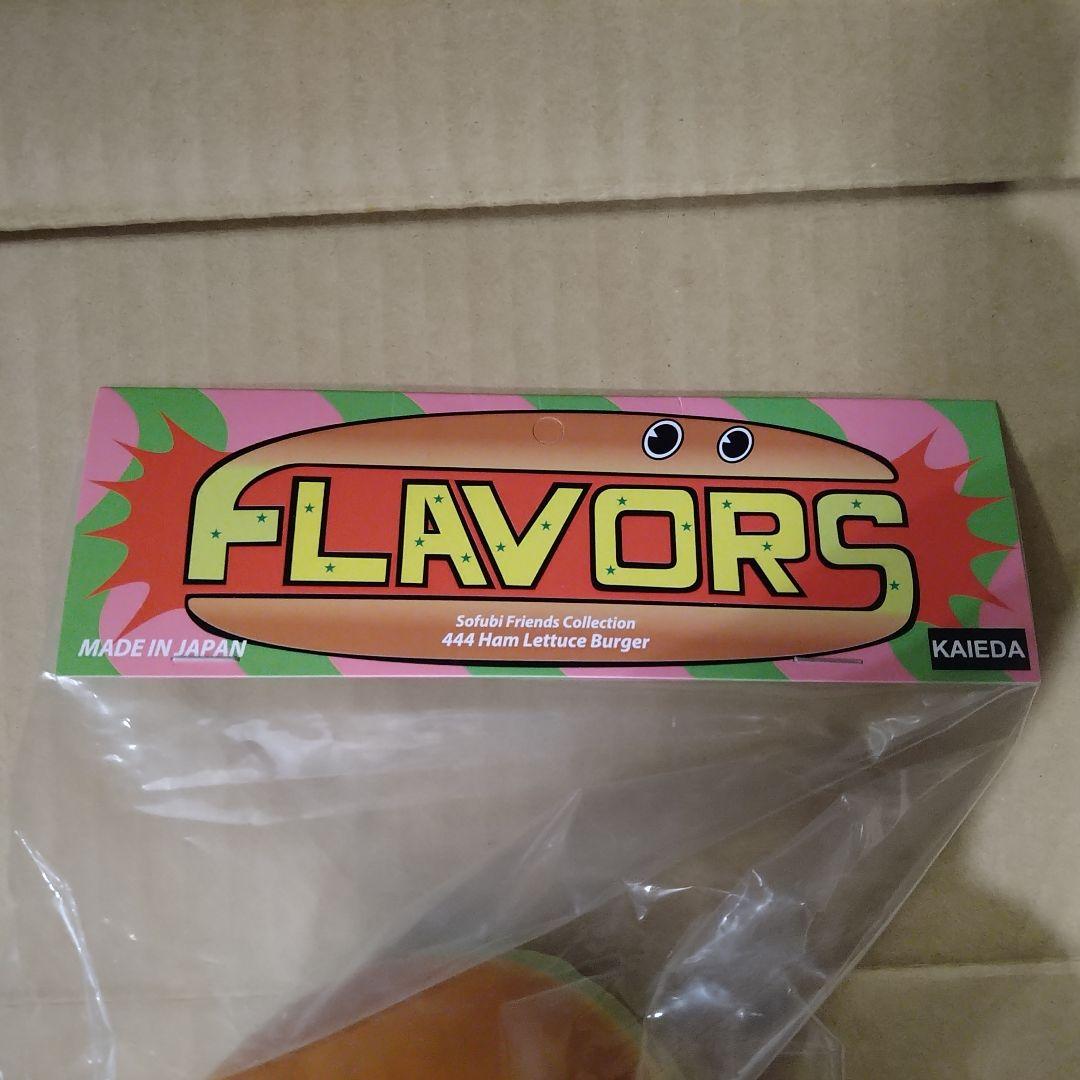 FLAVORS
Sofubi Friends Collection
444 Ham Lettuce Burger
MADE IN JAPAN
KAIEDA